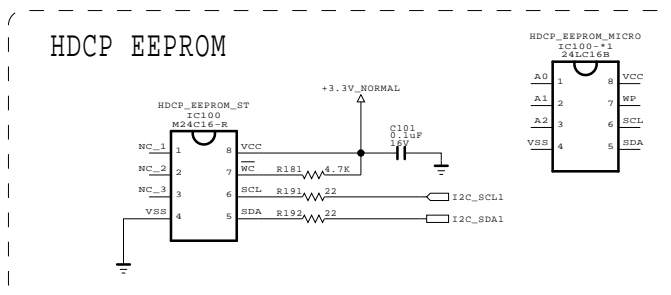 HDCP EEPROM
HDCP_EEPROM_MICRO
IC100-*1
24LC16B
A0 1 8 VCC
A1 2 7 WP
A2 3 6 SCL
VSS 4 5 SDA
+3.3V_NORMAL
HDCP_EEPROM_ST
IC100
M24C16-R
C101
0.1uF
16V
NC_1 1 8 VCC
NC_2 2 7 WC R181 4.7K
NC_3 3 6 SCL R191 22 I2C_SCL1
VSS 4 5 SDA R192 22 I2C_SDA1